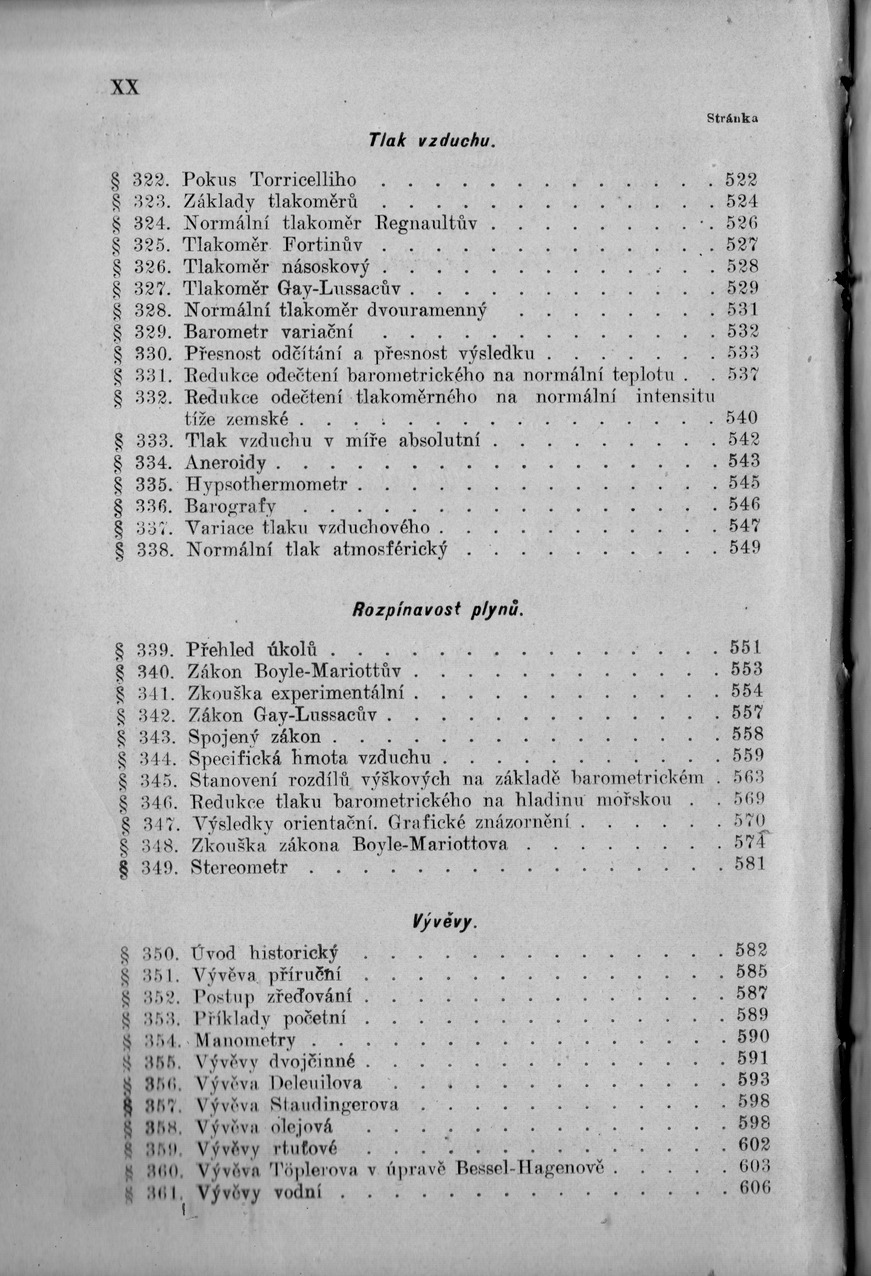 XX
Stránka
Tlak vzduchu.
§ 322. Pokus Torricelliho . . . . . . . . . . . . . 522
§ 323. Základy tlakoměrů . . . . . . . . . . . . . 524
§ 324. Normální tlakoměr Regnaultův . . . . . . . . . 526
§ 325. Tlakoměr Fortinův . . . . . . . . . . . . . 527
§ 326. Tlakoměr násoskový . . . . . . . . . . . . . 528
§ 327. Tlakoměr Gay-Lussacův . . . . . . . . . . . . 529
§ 328. Normální tlakoměr dvouramenný . . . . . . . . 531
§ 329. Barometr variační . . . . . . . . . . . . . 532
§ 330. Přesnost odčítání a přesnost výsledku . . . . . . . 533
§ 331. Redukce odečtení barometrického na normální teplotu . . 537
§ 332. Redukce odečtení tlakoměrného na normální intensitu
tíže zemské . . . . . . . . . . . . . . . . 540
§ 333. Tlak vzduchu v míře absolutní . . . . . . . . . 542
§ 334. Aneroidy . . . . . . . . . . . . . . . . . 543
§ 335. Hypsothermometr . . . . . . . . . . . . . . 545
§ 336. Barografy . . . . . . . . . . . . . . . . 546
§ 337. Variace tlaku vzduchového . . . . . . . . . . . 547
§ 338. Normální tlak atmosférický . . . . . . . . . . 549
Rozpínavost plynů.
§ 339. Přehled úkolů . . . . . . . . . . . . . . . 551
§ 340. Zákon Boyle-Mariottův . . . . . . . . . . . . 553
§ 341. Zkouška experimentální . . . . . . . . . . . . 554
§ 342. Zákon Gay-Lussacův . . . . . . . . . . . . . 557
§ 343. Spojený zákon . . . . . . . . . . . . . . . 558
§ 344. Specifická hmota vzduchu . . . . . . . . . . . 559
§ 345. Stanovení rozdílů výškových na základě barometrickém . 563
§ 346. Redukce tlaku barometrického na hladinu mořskou . . 569
§ 347. Výsledky orientační. Grafické znázornění . . . . . . 570
§ 348. Zkouška zákona Boyle-Mariottova . . . . . . . . 574
§ 349. Stereometr . . . . . . . . . . . . . . . . 581
Vývěvy.
§ 350. Úvod historický . . . . . . . . . . . . . . 582
§ 351. Vývěva příruční . . . . . . . . . . . . . . 585
§ 352. Postup zřeďování . . . . . . . . . . . . . . 587
§ 353. Příklady početní . . . . . . . . . . . . . . 589
§ 354. Manometry . . . . . . . . . . . . . . . . 590
§ 355. Vývěvy dvojčinné . . . . . . . . . . . . . . 591
§ 356. Vývěva Deleuilova . . . . . . . . . . . . . 593
§ 357. Vývěva Staudingerova . . . . . . . . . . . . 598
§ 358. Vývěva olejová . . . . . . . . . . . . . . 598
§ 359. Vývěvy rtuťové . . . . . . . . . . . . . . 602
§ 360. Vývěva Töplerova v úpravě Bessel-Hagenově . . . . . 603
§ 361. Vývěvy vodní . . . . . . . . . . . . . . . 606